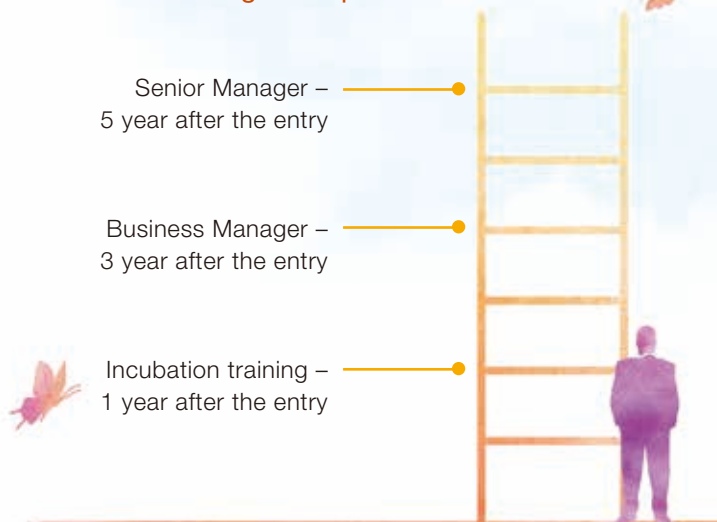 Senior Manager –
5 year after the entry
Business Manager –
3 year after the entry
Incubation training –
1 year after the entry